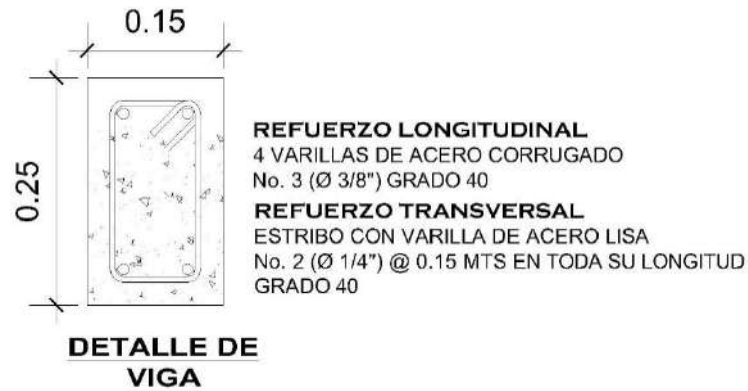 0.15
0.25
REFUERZO LONGITUDINAL
4 VARILLAS DE ACERO CORRUGADO
No. 3 (Ø 3/8") GRADO 40
REFUERZO TRANSVERSAL
ESTRIBO CON VARILLA DE ACERO LISA
No. 2 (Ø 1/4") @ 0.15 MTS EN TODA SU LONGITUD
GRADO 40
DETALLE DE
VIGA